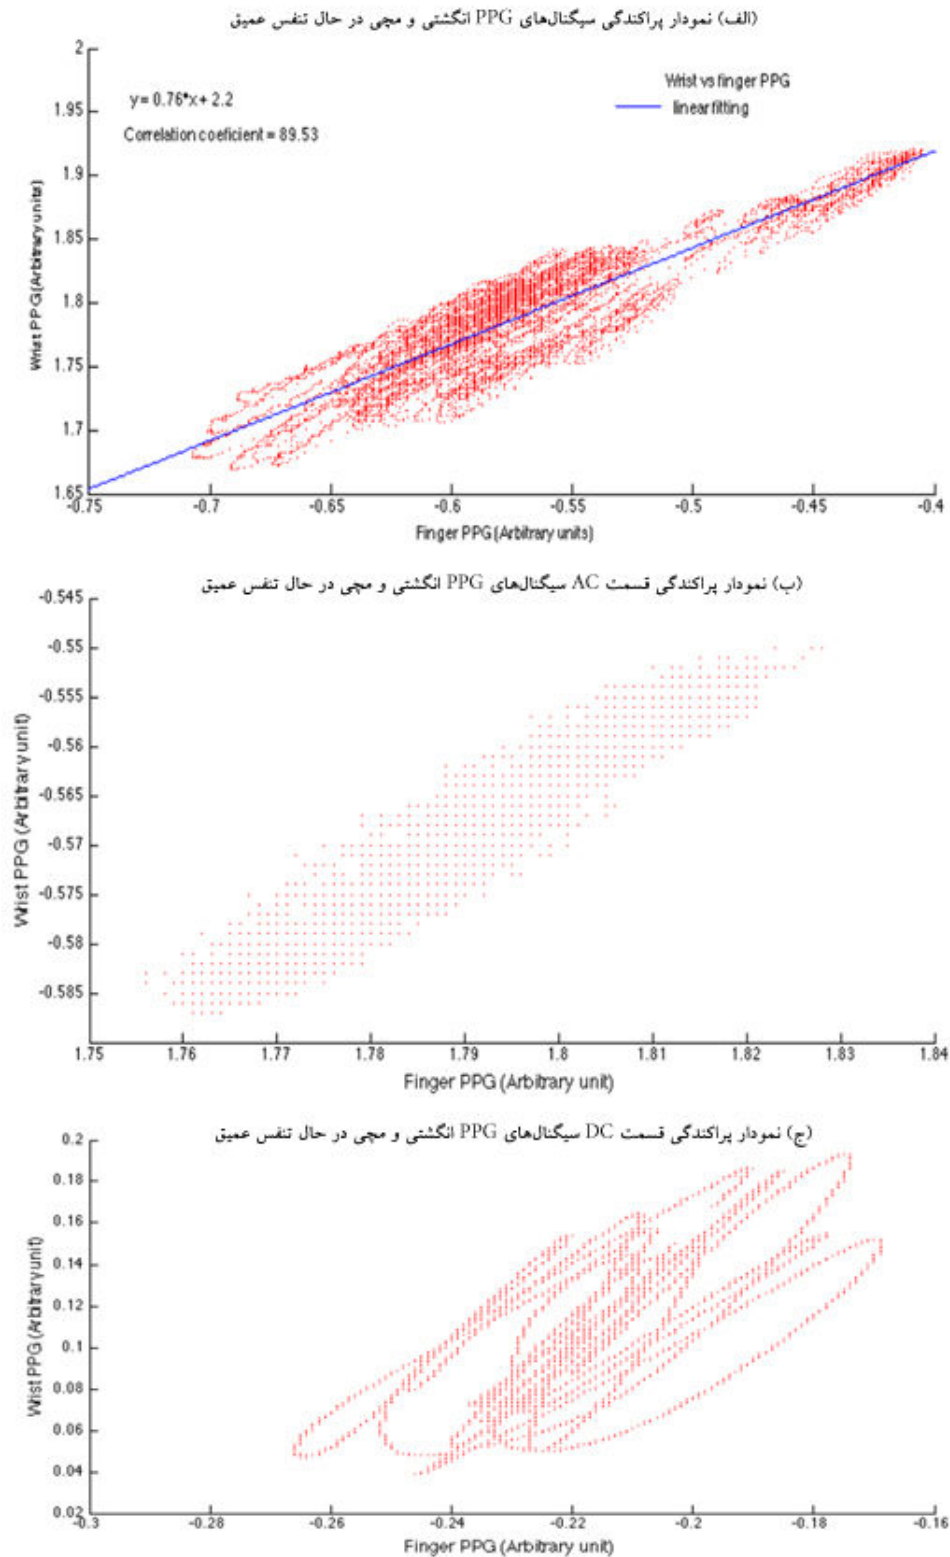 (الف) نمودار پراکندگی سیگنال‌های PPG انگشتی و مچی در حال تنفس عمیق
2
1.95
1.9
1.85
1.8
1.75
1.7
1.65
y = 0.76*x + 2.2
Correlation coeficient = 89.53
Wrist vs finger PPG
linear fitting
Wrist PPG (Arbitrary units)
-0.75 -0.7 -0.65 -0.6 -0.55 -0.5 -0.45 -0.4
Finger PPG (Arbitrary units)
(ب) نمودار پراکندگی قسمت AC سیگنال‌های PPG انگشتی و مچی در حال تنفس عمیق
-0.545
-0.55
-0.555
-0.56
-0.565
-0.57
-0.575
-0.58
-0.585
Wrist PPG (Arbitrary unit)
1.75 1.76 1.77 1.78 1.79 1.8 1.81 1.82 1.83 1.84
Finger PPG (Arbitrary unit)
(ج) نمودار پراکندگی قسمت DC سیگنال‌های PPG انگشتی و مچی در حال تنفس عمیق
0.2
0.18
0.16
0.14
0.12
0.1
0.08
0.06
0.04
0.02
Wrist PPG (Arbitrary unit)
-0.3 -0.28 -0.26 -0.24 -0.22 -0.2 -0.18 -0.16
Finger PPG (Arbitrary unit)